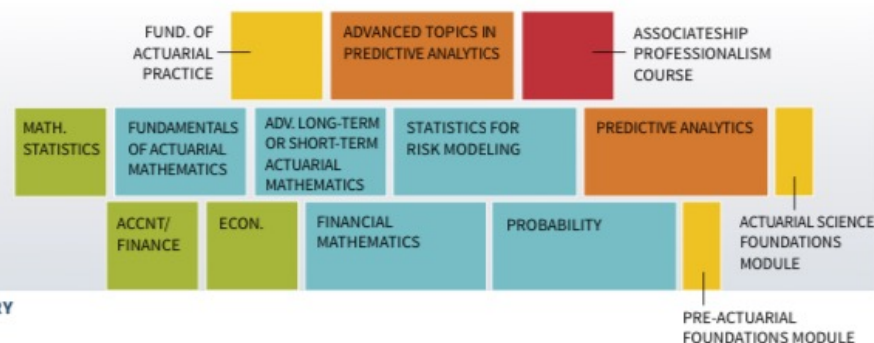 FUND. OF
ACTUARIAL
PRACTICE
ADVANCED TOPICS IN
PREDICTIVE ANALYTICS
ASSOCIATESHIP
PROFESSIONALISM
COURSE
MATH.
STATISTICS
FUNDAMENTALS
OF ACTUARIAL
MATHEMATICS
ADV. LONG-TERM
OR SHORT-TERM
ACTUARIAL
MATHEMATICS
STATISTICS FOR
RISK MODELING
PREDICTIVE ANALYTICS
ACTUARIAL SCIENCE
FOUNDATIONS
MODULE
ACCNT/
FINANCE
ECON.
FINANCIAL
MATHEMATICS
PROBABILITY
PRE-ACTUARIAL
FOUNDATIONS MODULE